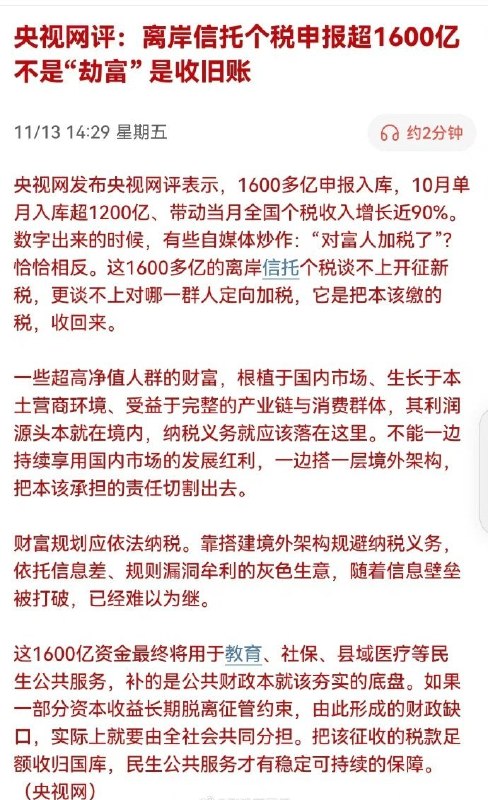 央视网评：离岸信托个税申报超1600亿
不是“劫富” 是收旧账
11/13 14:29 星期五
约2分钟
央视网发布央视网评表示，1600多亿申报入库，10月单
月入库超1200亿、带动当月全国个税收入增长近90%。
数字出来的时候，有些自媒体炒作：“对富人加税了”？
恰恰相反。这1600多亿的离岸信托个税谈不上开征新
税，更谈不上对哪一群人定向加税，它是把本该缴的
税，收回来。
一些超高净值人群的财富，根植于国内市场、生长于本
土营商环境、受益于完整的产业链与消费群体，其利润
源头本就在境内，纳税义务就应该落在这里。不能一边
持续享用国内市场的发展红利，一边搭一层境外架构，
把本该承担的责任切割出去。
财富规划应依法纳税。靠搭建境外架构规避纳税义务，
依托信息差、规则漏洞牟利的灰色生意，随着信息壁垒
被打破，已经难以为继。
这1600亿资金最终将用于教育、社保、县域医疗等民
生公共服务，补的是公共财政本就该夯实的底盘。如果
一部分资本收益长期脱离征管约束，由此形成的财政缺
口，实际上就要由全社会共同分担。把该征收的税款足
额收归国库，民生公共服务才有稳定可持续的保障。
（央视网）